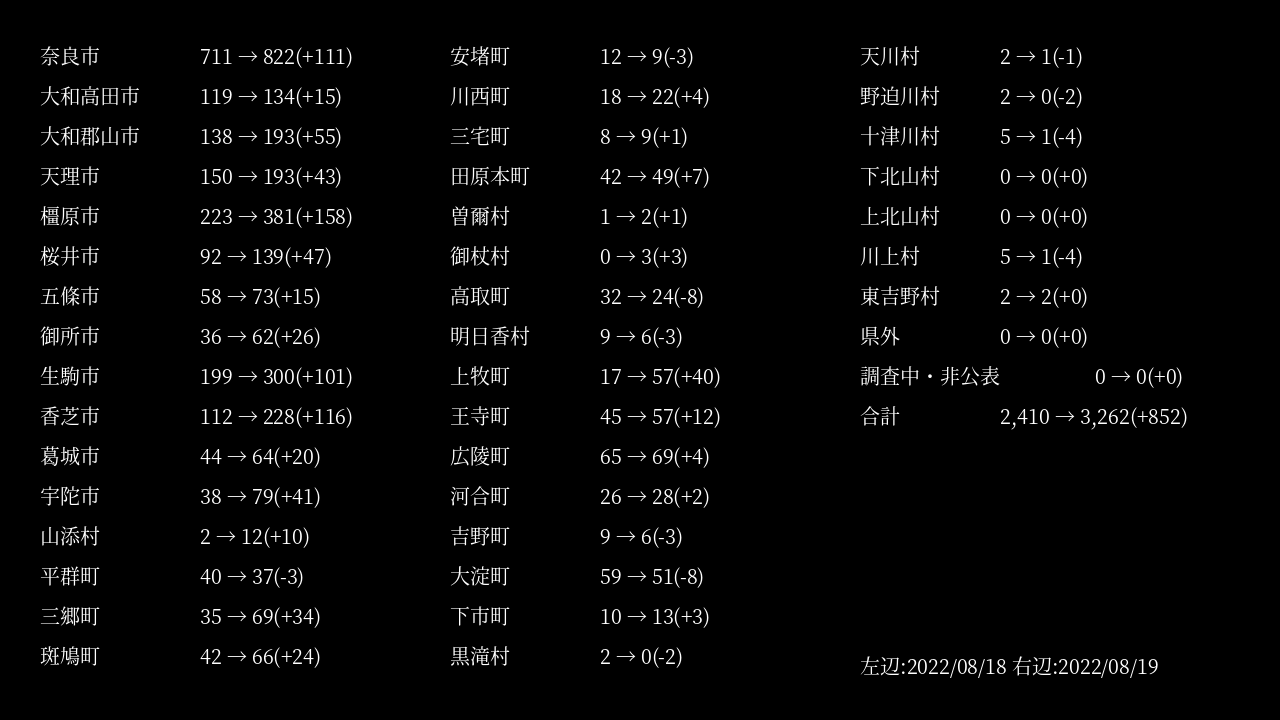 奈良市 711 → 822(+111)
大和高田市 119 → 134(+15)
大和郡山市 138 → 193(+55)
天理市 150 → 193(+43)
橿原市 223 → 381(+158)
桜井市 92 → 139(+47)
五條市 58 → 73(+15)
御所市 36 → 62(+26)
生駒市 199 → 300(+101)
香芝市 112 → 228(+116)
葛城市 44 → 64(+20)
宇陀市 38 → 79(+41)
山添村 2 → 12(+10)
平群町 40 → 37(-3)
三郷町 35 → 69(+34)
斑鳩町 42 → 66(+24)
安堵町 12 → 9(-3)
川西町 18 → 22(+4)
三宅町 8 → 9(+1)
田原本町 42 → 49(+7)
曽爾村 1 → 2(+1)
御杖村 0 → 3(+3)
高取町 32 → 24(-8)
明日香村 9 → 6(-3)
上牧町 17 → 57(+40)
王寺町 45 → 57(+12)
広陵町 65 → 69(+4)
河合町 26 → 28(+2)
吉野町 9 → 6(-3)
大淀町 59 → 51(-8)
下市町 10 → 13(+3)
黒滝村 2 → 0(-2)
天川村 2 → 1(-1)
野迫川村 2 → 0(-2)
十津川村 5 → 1(-4)
下北山村 0 → 0(+0)
上北山村 0 → 0(+0)
川上村 5 → 1(-4)
東吉野村 2 → 2(+0)
県外 0 → 0(+0)
調査中・非公表 0 → 0(+0)
合計 2,410 → 3,262(+852)
左辺:2022/08/18 右辺:2022/08/19